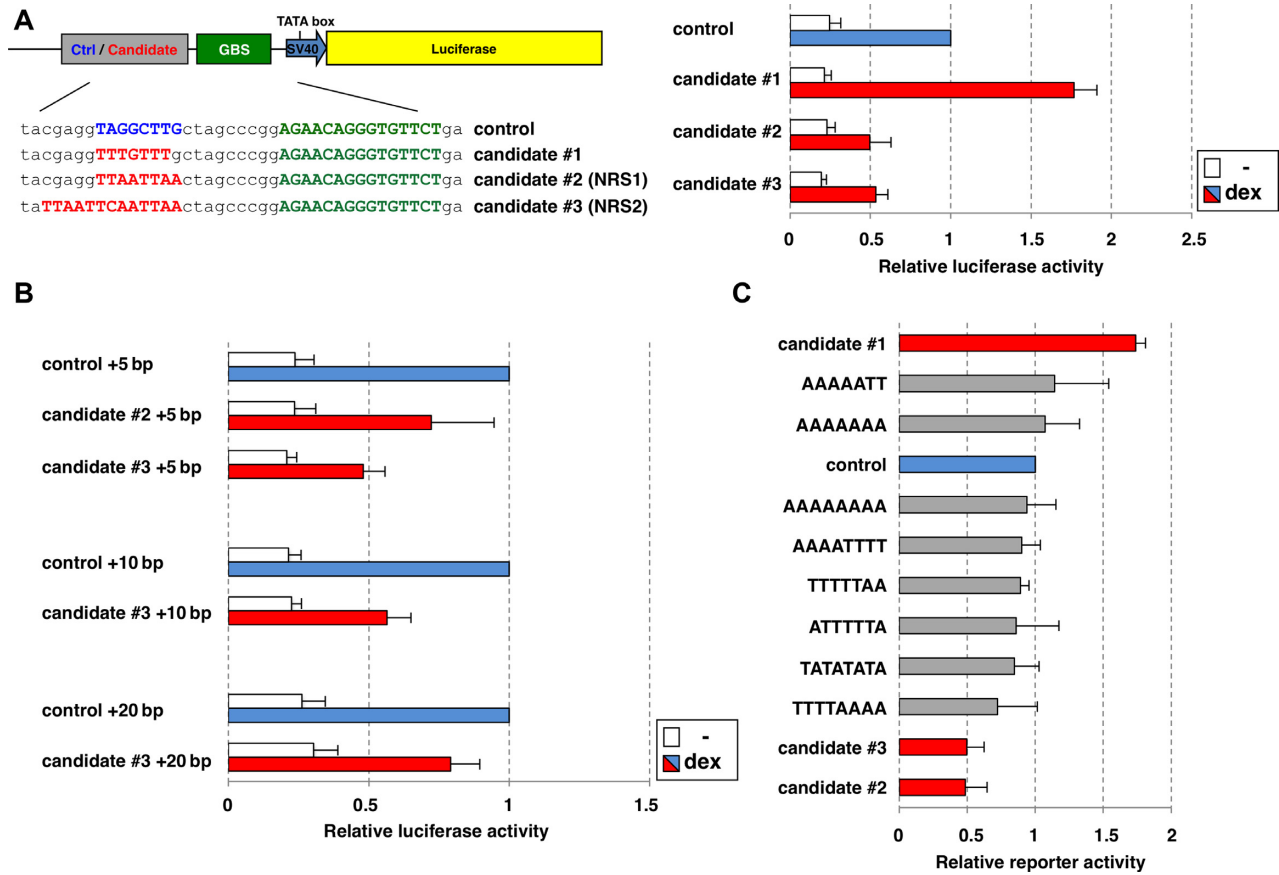 A
TATA box
Ctrl / Candidate
GBS
SV40
Luciferase
tacgaggTAGGCTTGctagcccggAGAACAGGGTGTTCTga control
tacgaggTTTGTTTgctagcccggAGAACAGGGTGTTCTga candidate #1
tacgaggTTAATTAActagcccggAGAACAGGGTGTTCTga candidate #2 (NRS1)
taTTAATTCAATTAActagcccggAGAACAGGGTGTTCTga candidate #3 (NRS2)
control
candidate #1
candidate #2
candidate #3
-
dex
0 0.5 1 1.5 2 2.5
Relative luciferase activity
B
control +5 bp
candidate #2 +5 bp
candidate #3 +5 bp
control +10 bp
candidate #3 +10 bp
control +20 bp
candidate #3 +20 bp
-
dex
0 0.5 1 1.5
Relative luciferase activity
C
candidate #1
AAAAATT
AAAAAAA
control
AAAAAAAA
AAAATTTT
TTTTTAA
ATTTTTA
TATATATA
TTTTAAAA
candidate #3
candidate #2
0 0.5 1 1.5 2
Relative reporter activity